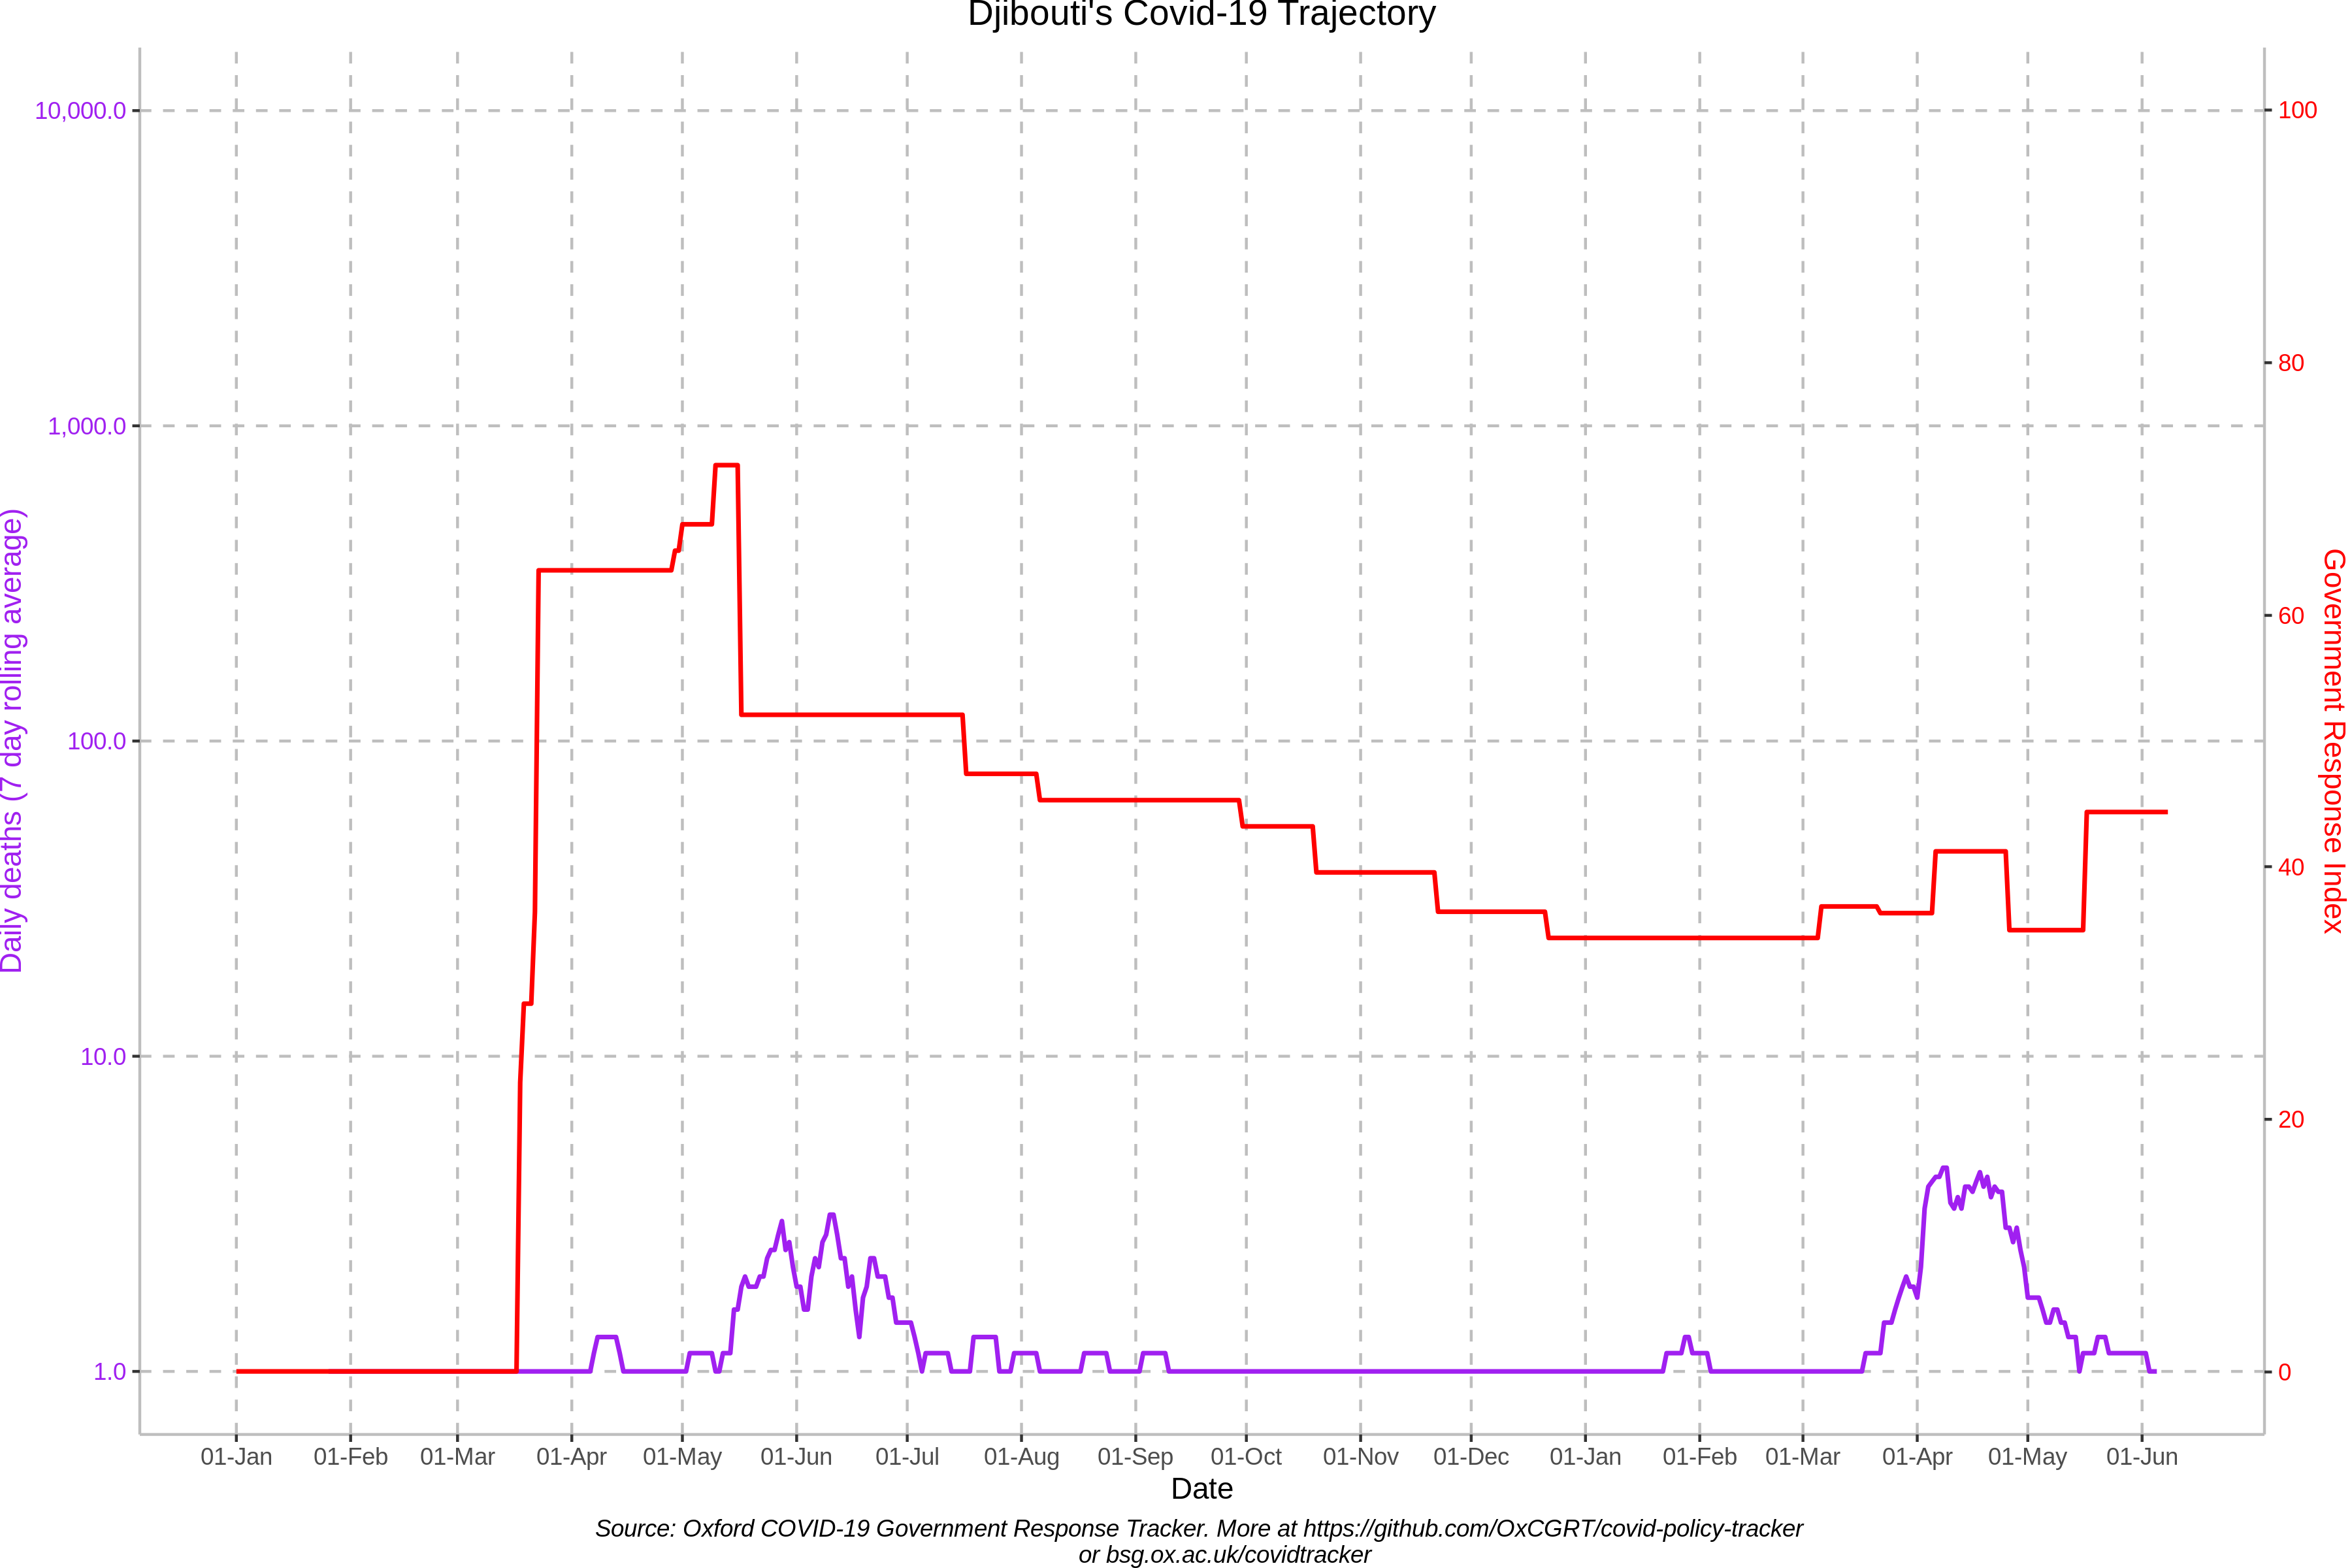 Djibouti's Covid-19 Trajectory
10,000.0
1,000.0
100.0
10.0
1.0
Daily deaths (7 day rolling average)
100
80
60
40
20
0
Government Response Index
01-Jan 01-Feb 01-Mar 01-Apr 01-May 01-Jun 01-Jul 01-Aug 01-Sep 01-Oct 01-Nov 01-Dec 01-Jan 01-Feb 01-Mar 01-Apr 01-May 01-Jun
Date
Source: Oxford COVID-19 Government Response Tracker. More at https://github.com/OxCGRT/covid-policy-tracker
or bsg.ox.ac.uk/covidtracker